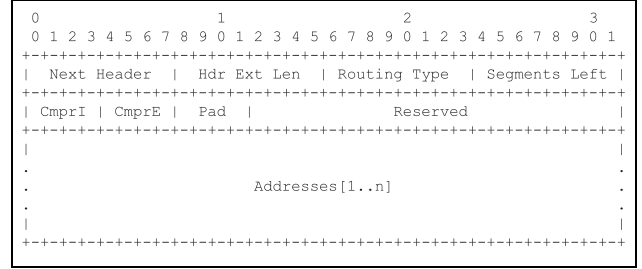 0                   1                   2                   3
 0 1 2 3 4 5 6 7 8 9 0 1 2 3 4 5 6 7 8 9 0 1 2 3 4 5 6 7 8 9 0 1
+-+-+-+-+-+-+-+-+-+-+-+-+-+-+-+-+-+-+-+-+-+-+-+-+-+-+-+-+-+-+-+-+
|  Next Header  |  Hdr Ext Len  | Routing Type  | Segments Left |
+-+-+-+-+-+-+-+-+-+-+-+-+-+-+-+-+-+-+-+-+-+-+-+-+-+-+-+-+-+-+-+-+
| CmprI | CmprE |  Pad  |               Reserved                |
+-+-+-+-+-+-+-+-+-+-+-+-+-+-+-+-+-+-+-+-+-+-+-+-+-+-+-+-+-+-+-+-+
|                                                               |
.                                                               .
.                        Addresses[1..n]                        .
.                                                               .
|                                                               |
+-+-+-+-+-+-+-+-+-+-+-+-+-+-+-+-+-+-+-+-+-+-+-+-+-+-+-+-+-+-+-+-+